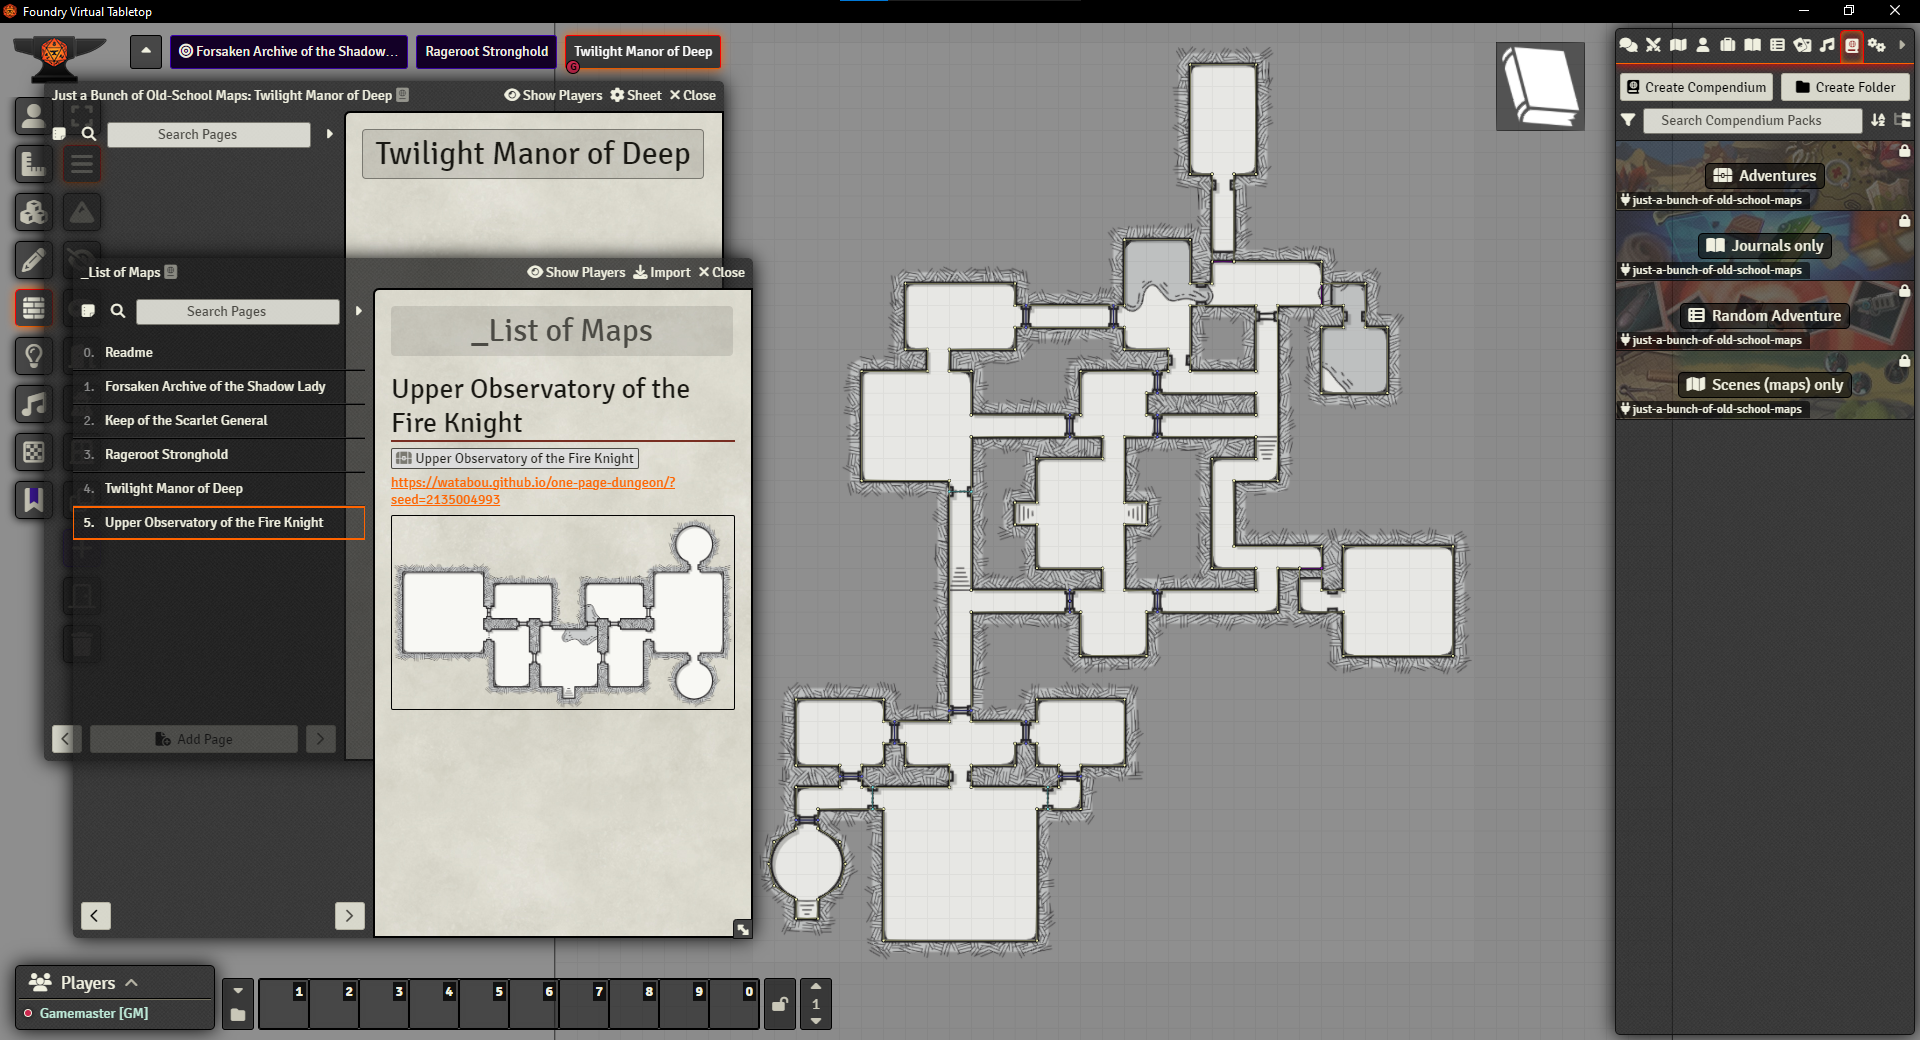 Foundry Virtual Tabletop
Forsaken Archive of the Shadow...
Rageroot Stronghold
Twilight Manor of Deep
G
Just a Bunch of Old-School Maps: Twilight Manor of Deep
Show Players
Sheet
Close
Search Pages
Twilight Manor of Deep
_List of Maps
Show Players
Import
Close
Search Pages
0. Readme
1. Forsaken Archive of the Shadow Lady
2. Keep of the Scarlet General
3. Rageroot Stronghold
4. Twilight Manor of Deep
5. Upper Observatory of the Fire Knight
Add Page
_List of Maps
Upper Observatory of the
Fire Knight
Upper Observatory of the Fire Knight
https://watabou.github.io/one-page-dungeon/?
seed=2135004993
Create Compendium
Create Folder
Search Compendium Packs
Adventures
just-a-bunch-of-old-school-maps
Journals only
just-a-bunch-of-old-school-maps
Random Adventure
just-a-bunch-of-old-school-maps
Scenes (maps) only
just-a-bunch-of-old-school-maps
Players
Gamemaster [GM]
1 2 3 4 5 6 7 8 9 0
1